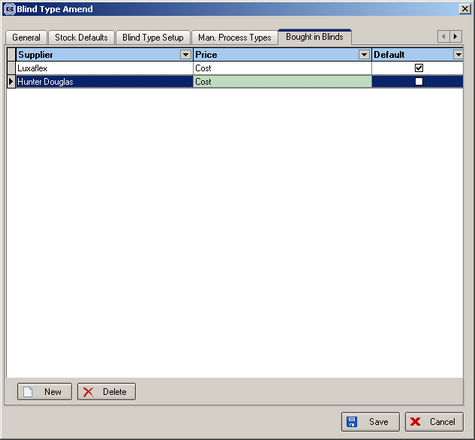 Blind Type Amend
General Stock Defaults Blind Type Setup Man. Process Types Bought in Blinds
Supplier Price Default
Luxaflex Cost
Hunter Douglas Cost
New Delete
Save Cancel